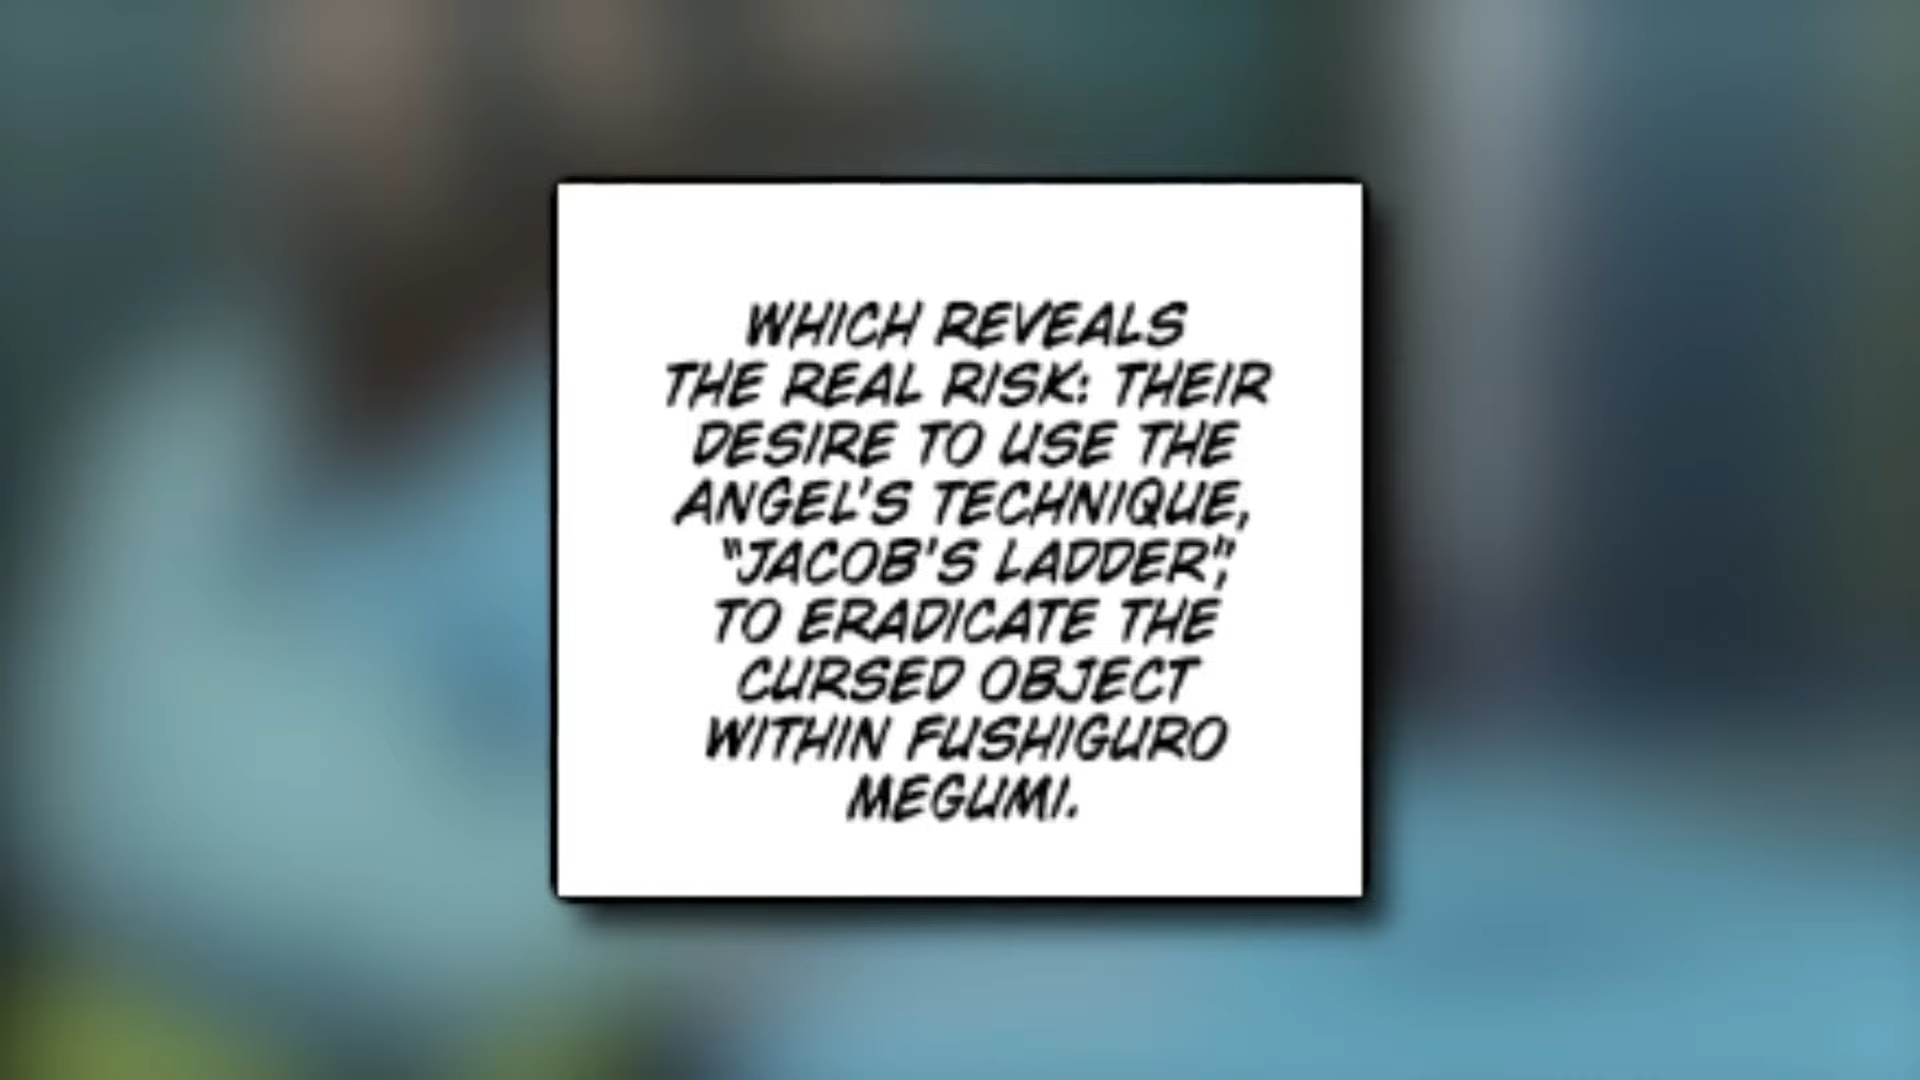 WHICH REVEALS
THE REAL RISK: THEIR
DESIRE TO USE THE
ANGEL'S TECHNIQUE,
"JACOB'S LADDER",
TO ERADICATE THE
CURSED OBJECT
WITHIN FUSHIGURO
MEGUMI.